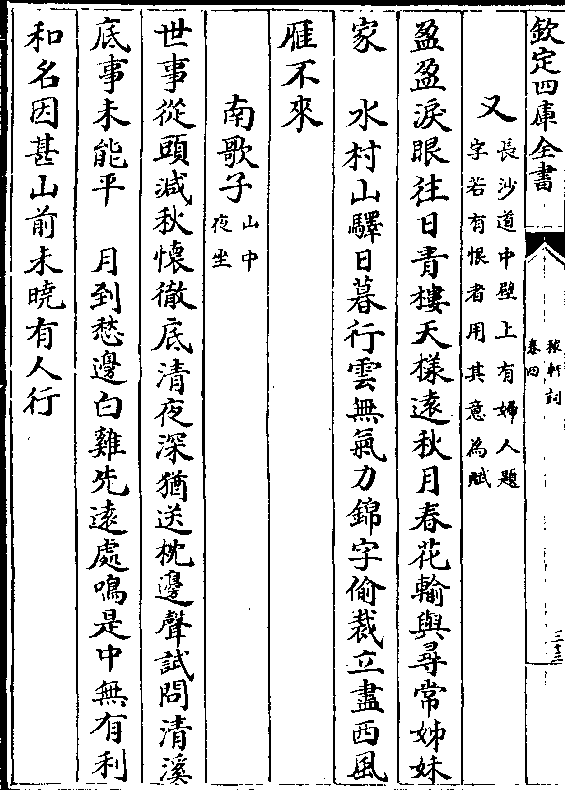 欽定四庫全書
稼軒詞
卷四
三十三
又
長沙道中壁上有婦人題
字若有恨者用其意為賦
盈盈淚眼往日青樓天樣遠秋月春花輸與尋常姊妹
家　水村山驛日暮行雲無氣力錦字偷裁立盡西風
雁不來
南歌子
山中
夜坐
世事從頭減秋懷徹底清夜深猶送枕邊聲試問清溪
底事未能平　月到愁邊白雞先遠處鳴是中無有利
和名因甚山前未曉有人行